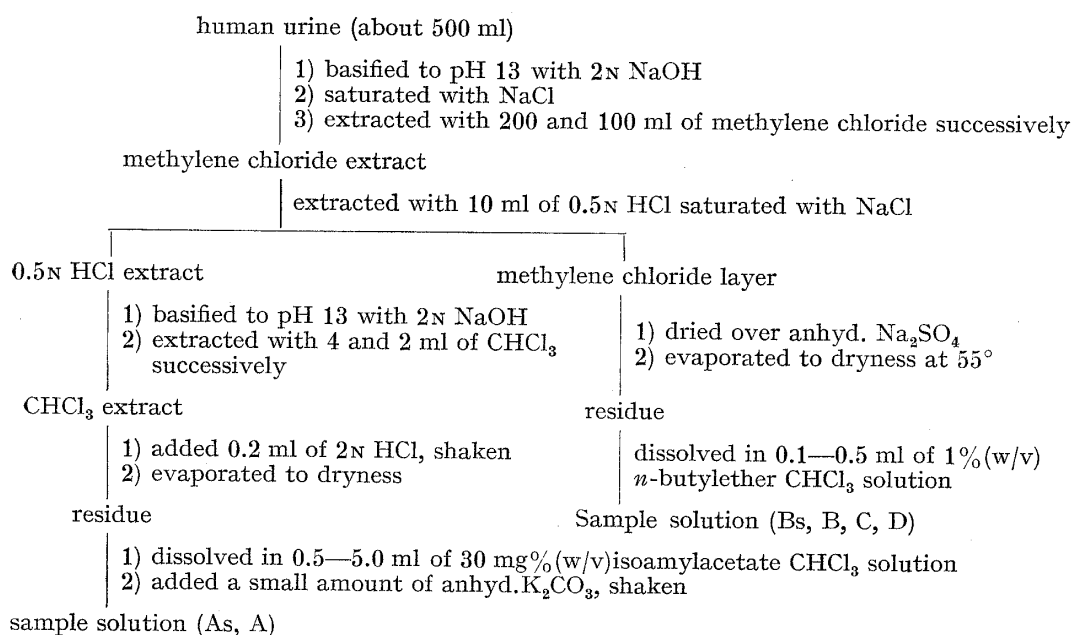 human urine (about 500 ml)
1) basified to pH 13 with 2N NaOH
2) saturated with NaCl
3) extracted with 200 and 100 ml of methylene chloride successively
methylene chloride extract
extracted with 10 ml of 0.5N HCl saturated with NaCl
0.5N HCl extract
1) basified to pH 13 with 2N NaOH
2) extracted with 4 and 2 ml of CHCl₃
successively
CHCl₃ extract
1) added 0.2 ml of 2N HCl, shaken
2) evaporated to dryness
residue
1) dissolved in 0.5—5.0 ml of 30 mg%(w/v)isoamylacetate CHCl₃ solution
2) added a small amount of anhyd.K₂CO₃, shaken
sample solution (As, A)
methylene chloride layer
1) dried over anhyd. Na₂SO₄
2) evaporated to dryness at 55°
residue
dissolved in 0.1—0.5 ml of 1%(w/v)
n-butylether CHCl₃ solution
Sample solution (Bs, B, C, D)